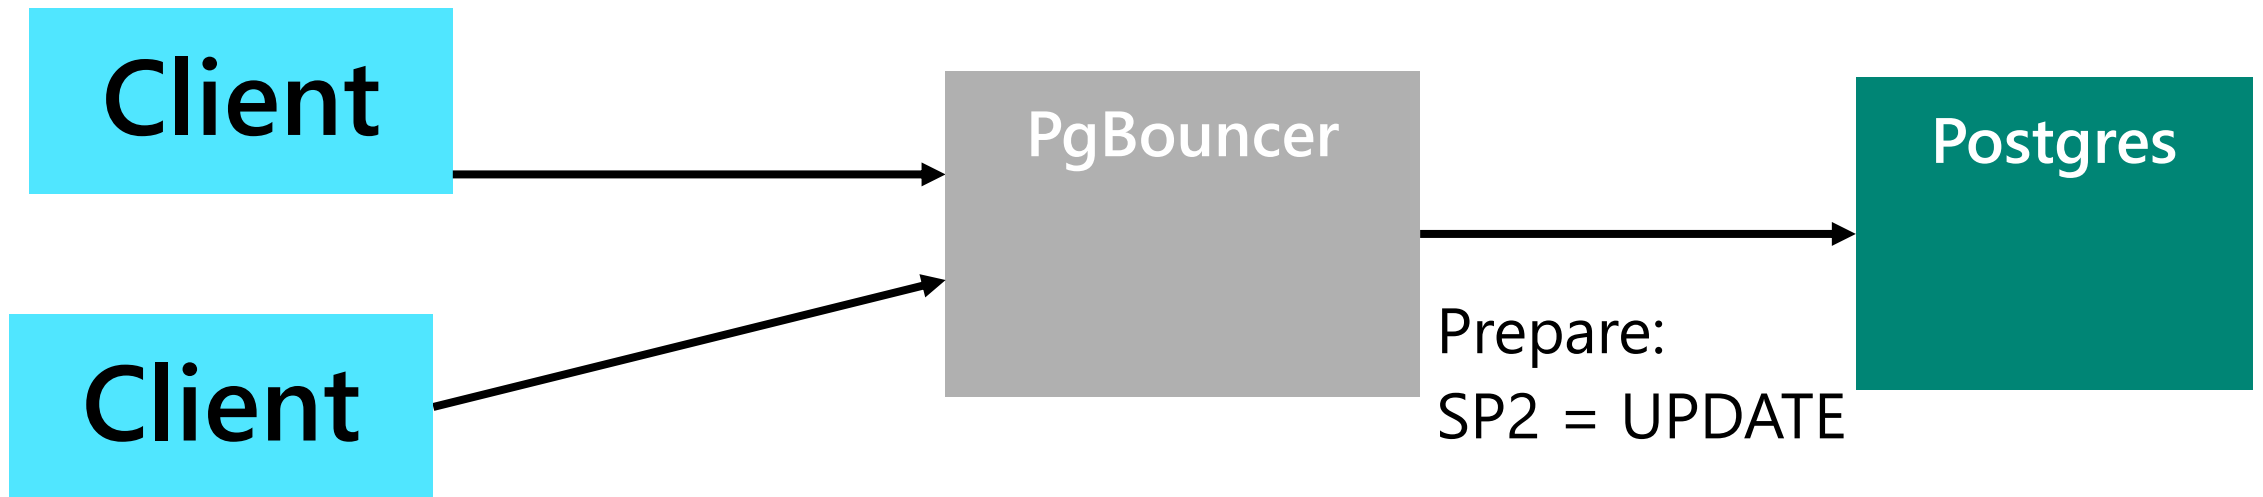 Client
PgBouncer
Postgres
Client
Prepare:
SP2 = UPDATE